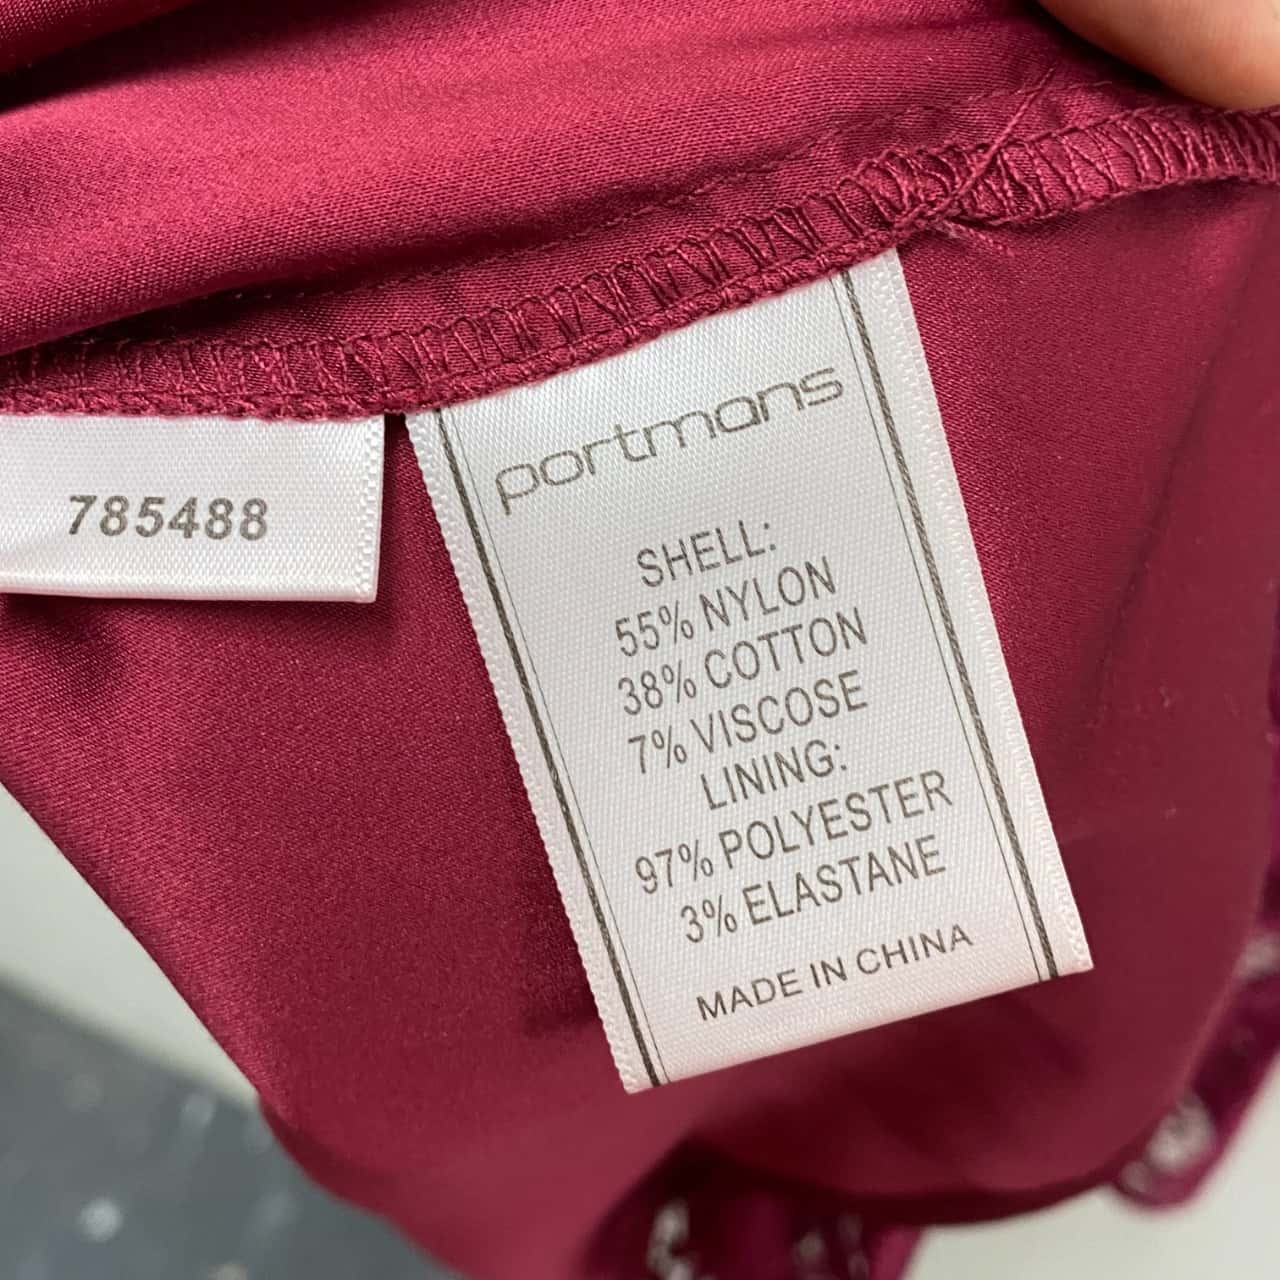 785488
portmans
SHELL:
55% NYLON
38% COTTON
7% VISCOSE
LINING:
97% POLYESTER
3% ELASTANE
MADE IN CHINA